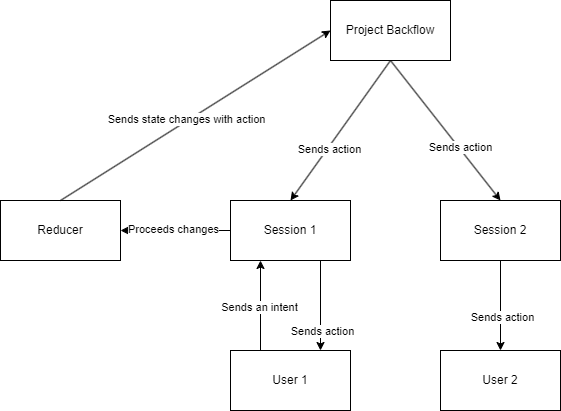 Project Backflow
Sends state changes with action
Sends action
Sends action
Reducer
Proceeds changes
Session 1
Session 2
Sends an intent
Sends action
Sends action
User 1
User 2